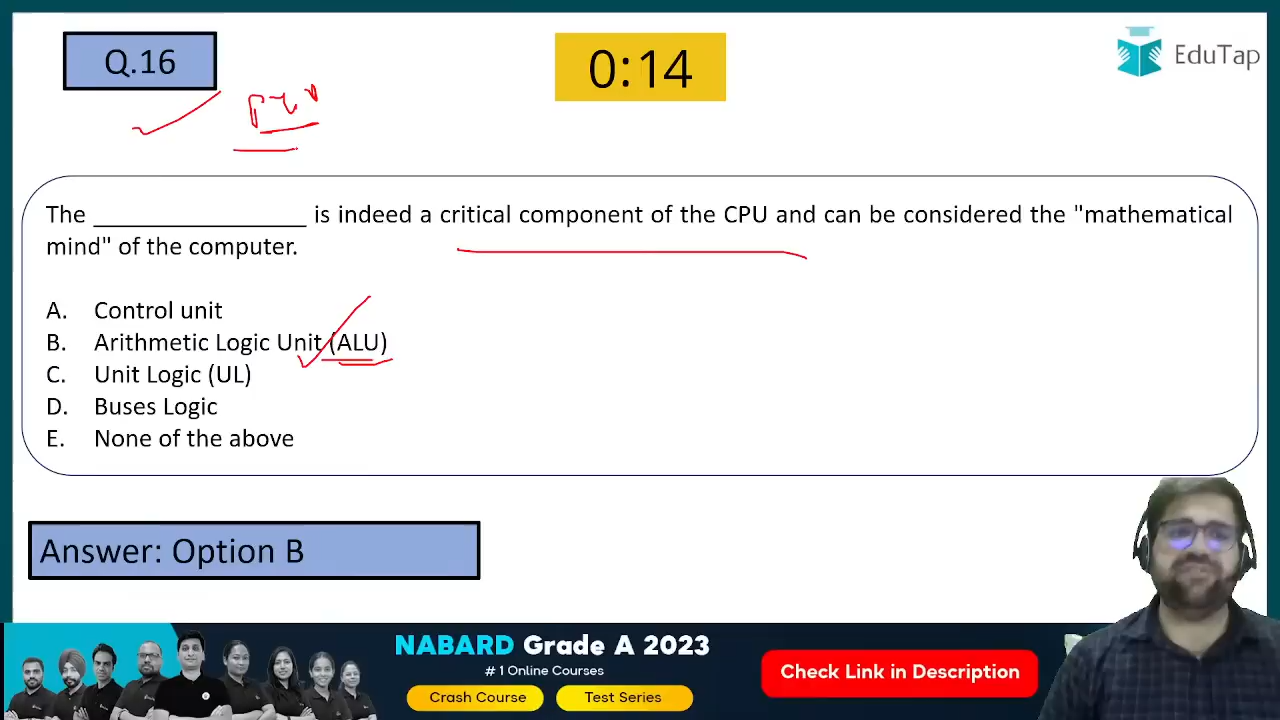 Q.16
0:14
EduTap
The ________________ is indeed a critical component of the CPU and can be considered the "mathematical
mind" of the computer.
A. Control unit
B. Arithmetic Logic Unit (ALU)
C. Unit Logic (UL)
D. Buses Logic
E. None of the above
Answer: Option B
NABARD Grade A 2023
# 1 Online Courses
Crash Course
Test Series
Check Link in Description